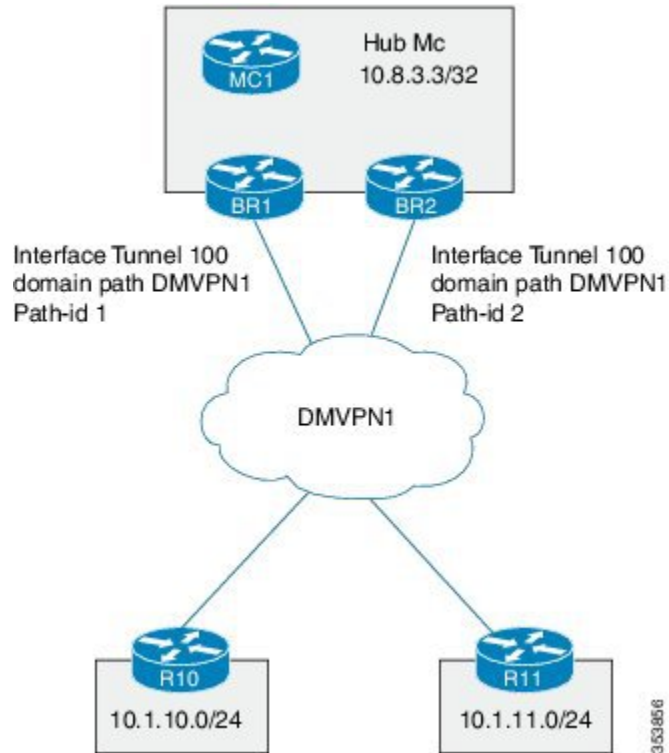 Hub Mc
10.8.3.3/32
MC1
BR1
BR2
Interface Tunnel 100
domain path DMVPN1
Path-id 1
Interface Tunnel 100
domain path DMVPN1
Path-id 2
DMVPN1
R10
R11
10.1.10.0/24
10.1.11.0/24
353856